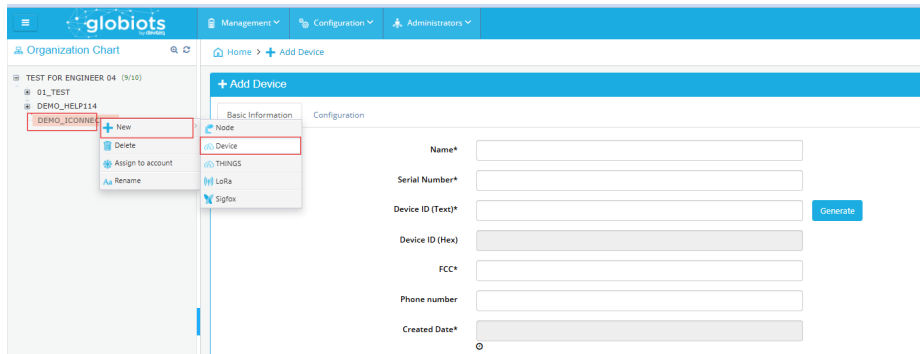 globiots
by daviteq
Management
Configuration
Administrators
Organization Chart
Home > Add Device
TEST FOR ENGINEER 04 (9/10)
01_TEST
DEMO_HELP114
DEMO_ICONNEC
New
Delete
Assign to account
Aa Rename
Node
Device
THINGS
LoRa
Sigfox
+ Add Device
Basic Information
Configuration
Name*
Serial Number*
Device ID (Text)*
Generate
Device ID (Hex)
FCC*
Phone number
Created Date*